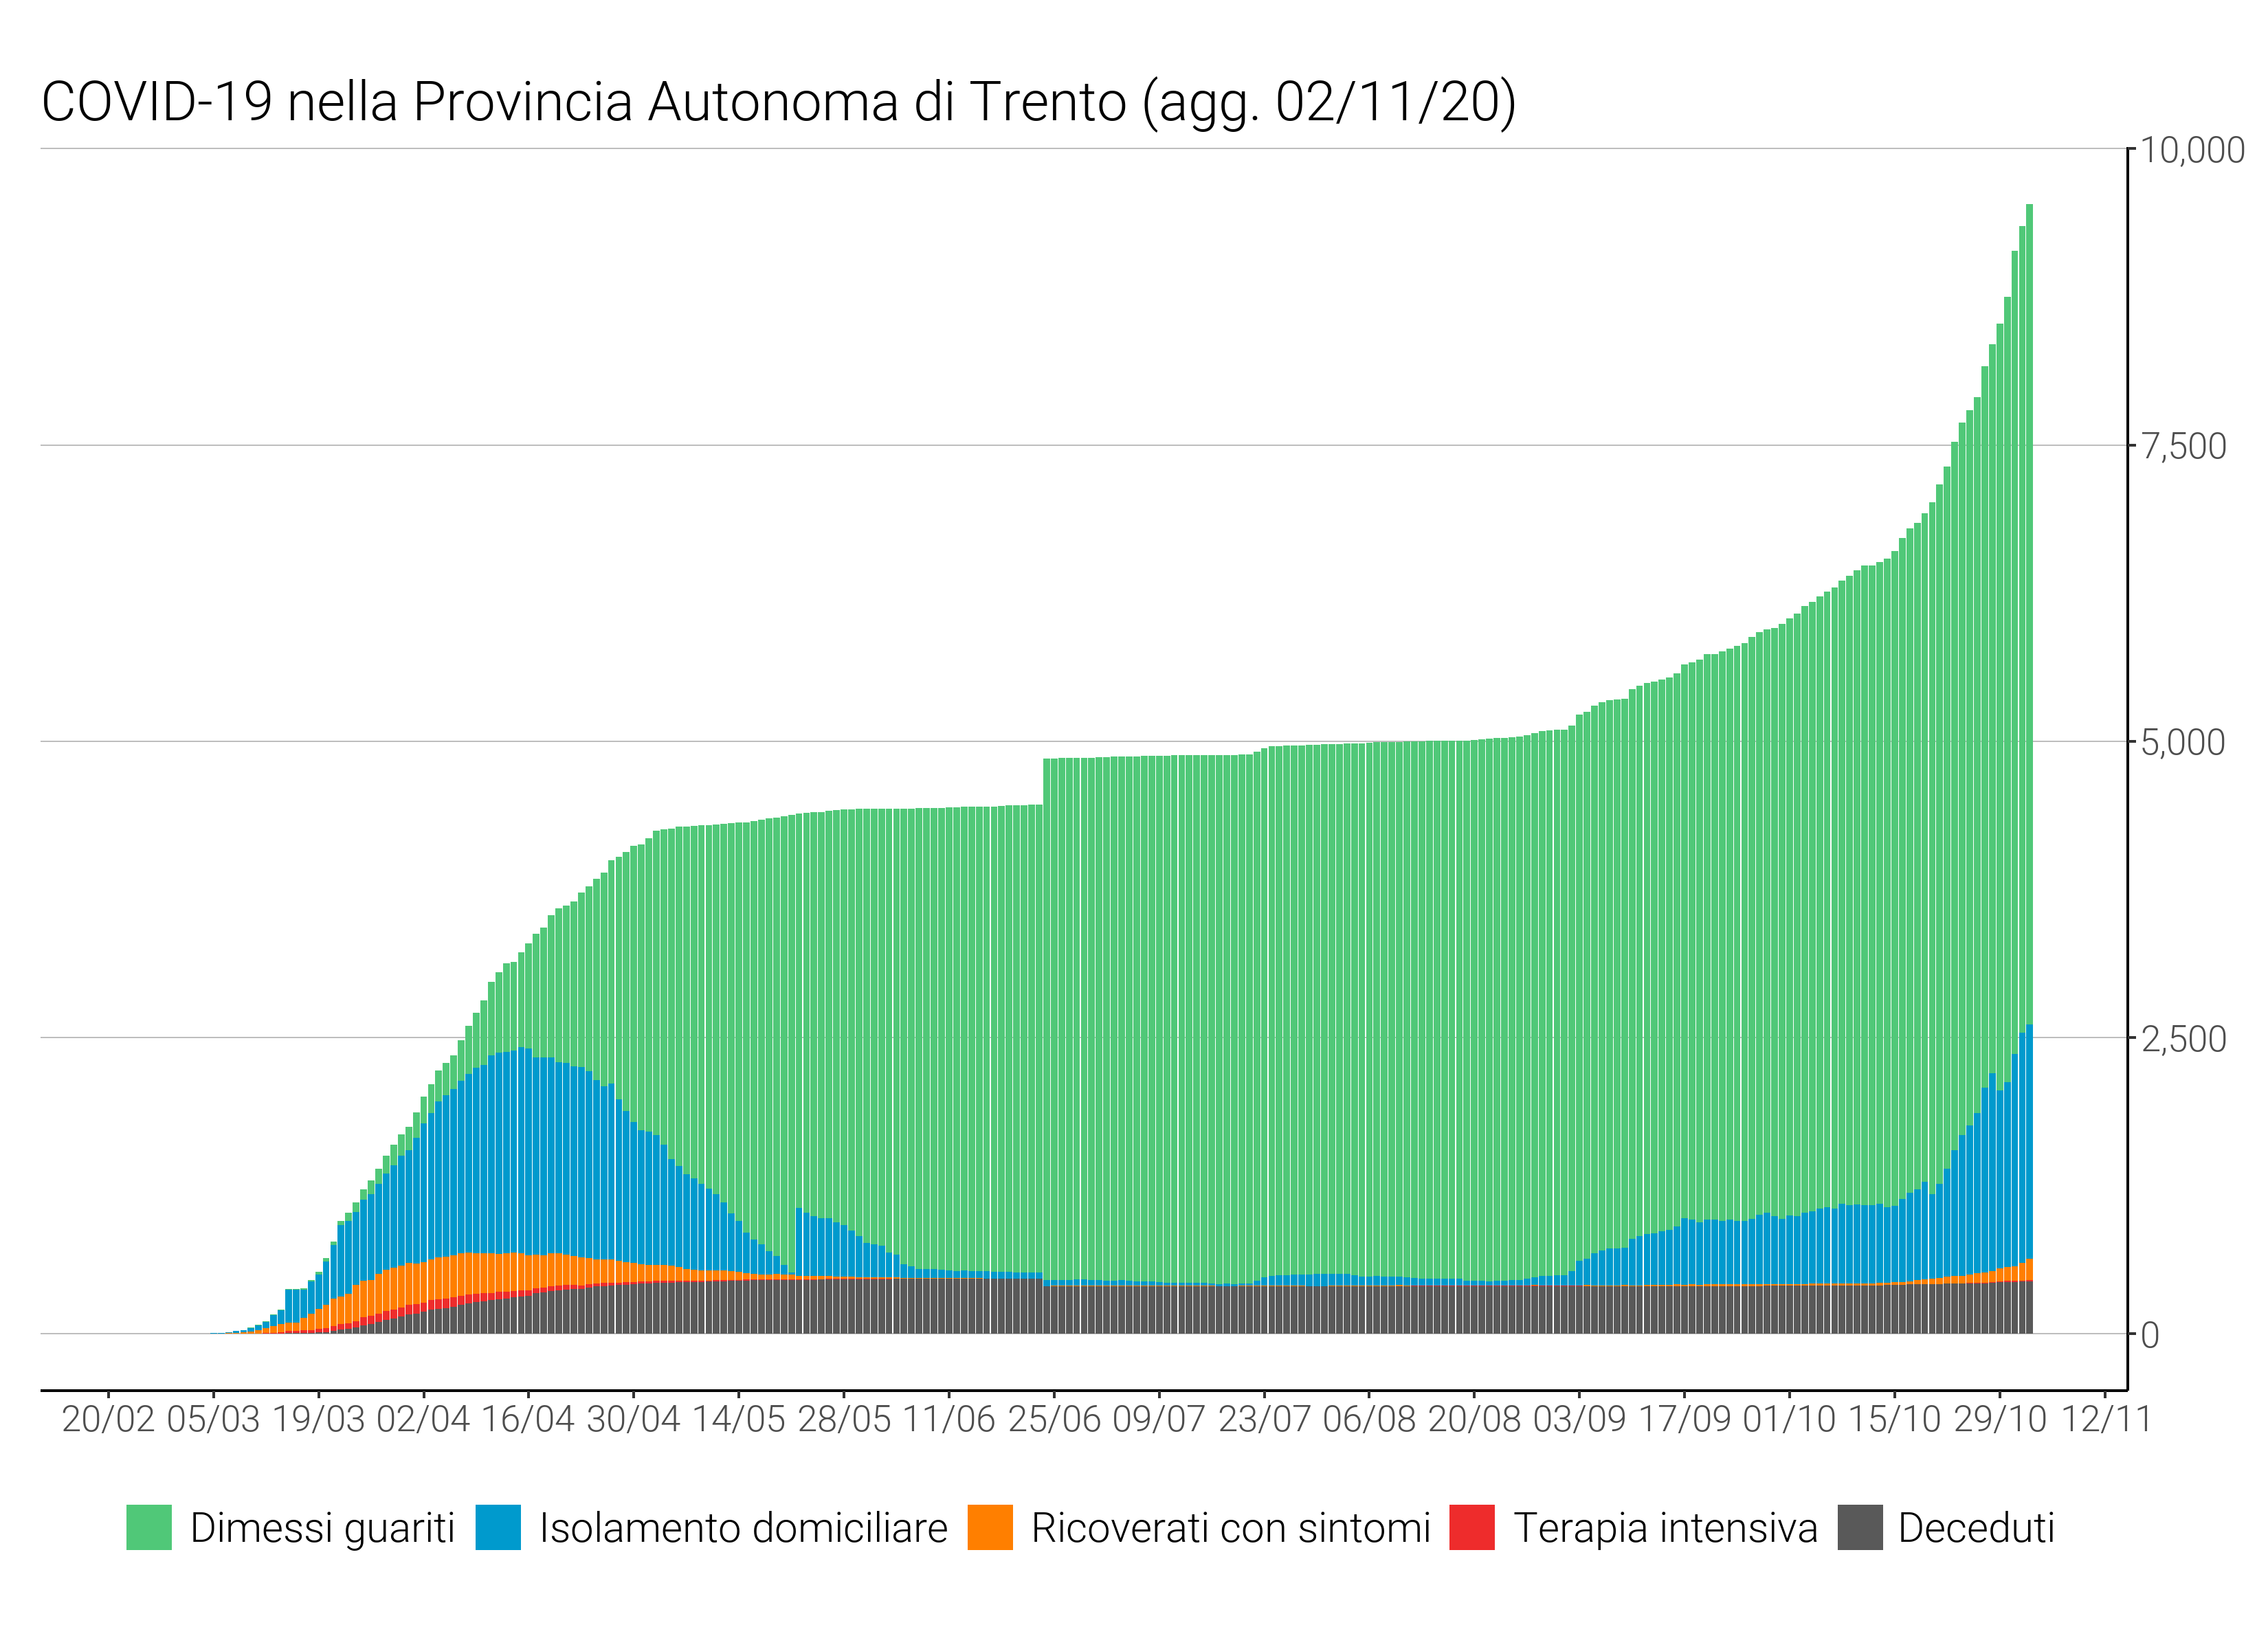 COVID-19 nella Provincia Autonoma di Trento (agg. 02/11/20)
10,000
7,500
5,000
2,500
0
20/02 05/03 19/03 02/04 16/04 30/04 14/05 28/05 11/06 25/06 09/07 23/07 06/08 20/08 03/09 17/09 01/10 15/10 29/10 12/11
Dimessi guariti Isolamento domiciliare Ricoverati con sintomi Terapia intensiva Deceduti